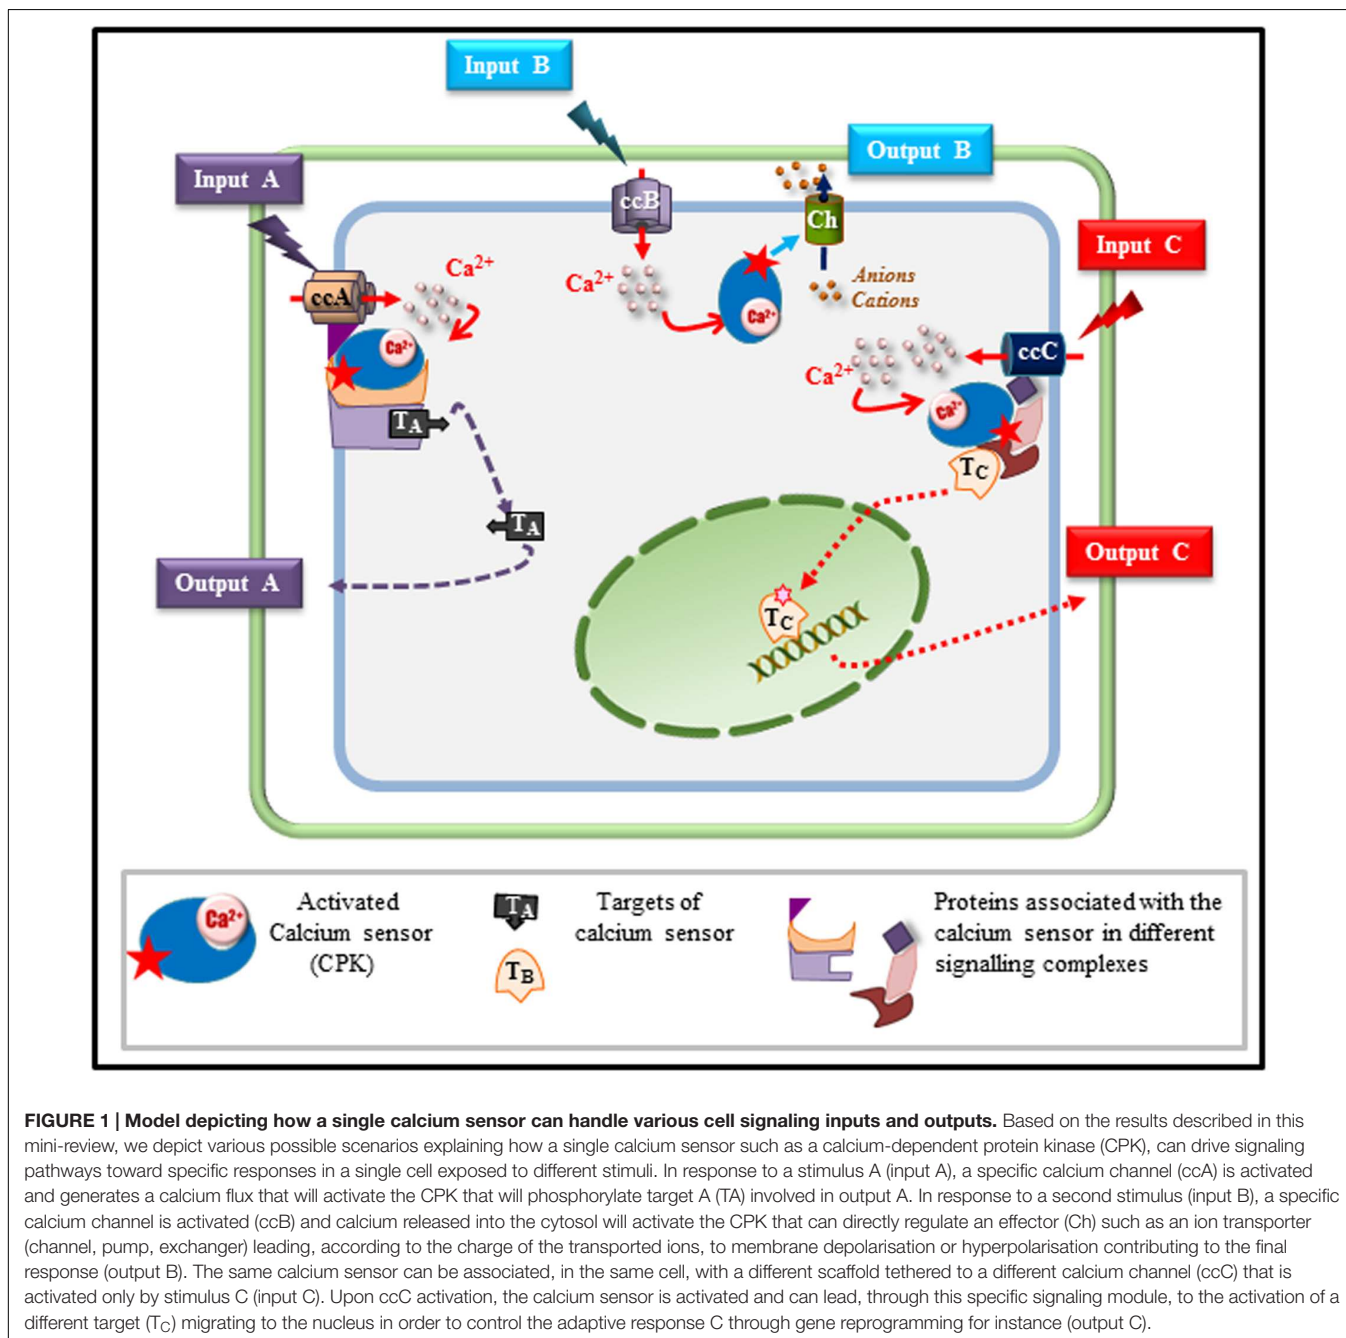 Input B
Output B
Input A
ccB
Ch
Input C
Ca2+
Ca2+
Anions
Cations
ccA
Ca2+
ccC
Ca2+
Ca2+
Ca2+
TA
TC
TA
Output C
Output A
TC
Ca2+
Activated
Calcium sensor
(CPK)
TA
TB
Targets of
calcium sensor
Proteins associated with the
calcium sensor in different
signalling complexes
FIGURE 1 | Model depicting how a single calcium sensor can handle various cell signaling inputs and outputs. Based on the results described in this
mini-review, we depict various possible scenarios explaining how a single calcium sensor such as a calcium-dependent protein kinase (CPK), can drive signaling
pathways toward specific responses in a single cell exposed to different stimuli. In response to a stimulus A (input A), a specific calcium channel (ccA) is activated
and generates a calcium flux that will activate the CPK that will phosphorylate target A (TA) involved in output A. In response to a second stimulus (input B), a specific
calcium channel is activated (ccB) and calcium released into the cytosol will activate the CPK that can directly regulate an effector (Ch) such as an ion transporter
(channel, pump, exchanger) leading, according to the charge of the transported ions, to membrane depolarisation or hyperpolarisation contributing to the final
response (output B). The same calcium sensor can be associated, in the same cell, with a different scaffold tethered to a different calcium channel (ccC) that is
activated only by stimulus C (input C). Upon ccC activation, the calcium sensor is activated and can lead, through this specific signaling module, to the activation of a
different target (TC) migrating to the nucleus in order to control the adaptive response C through gene reprogramming for instance (output C).